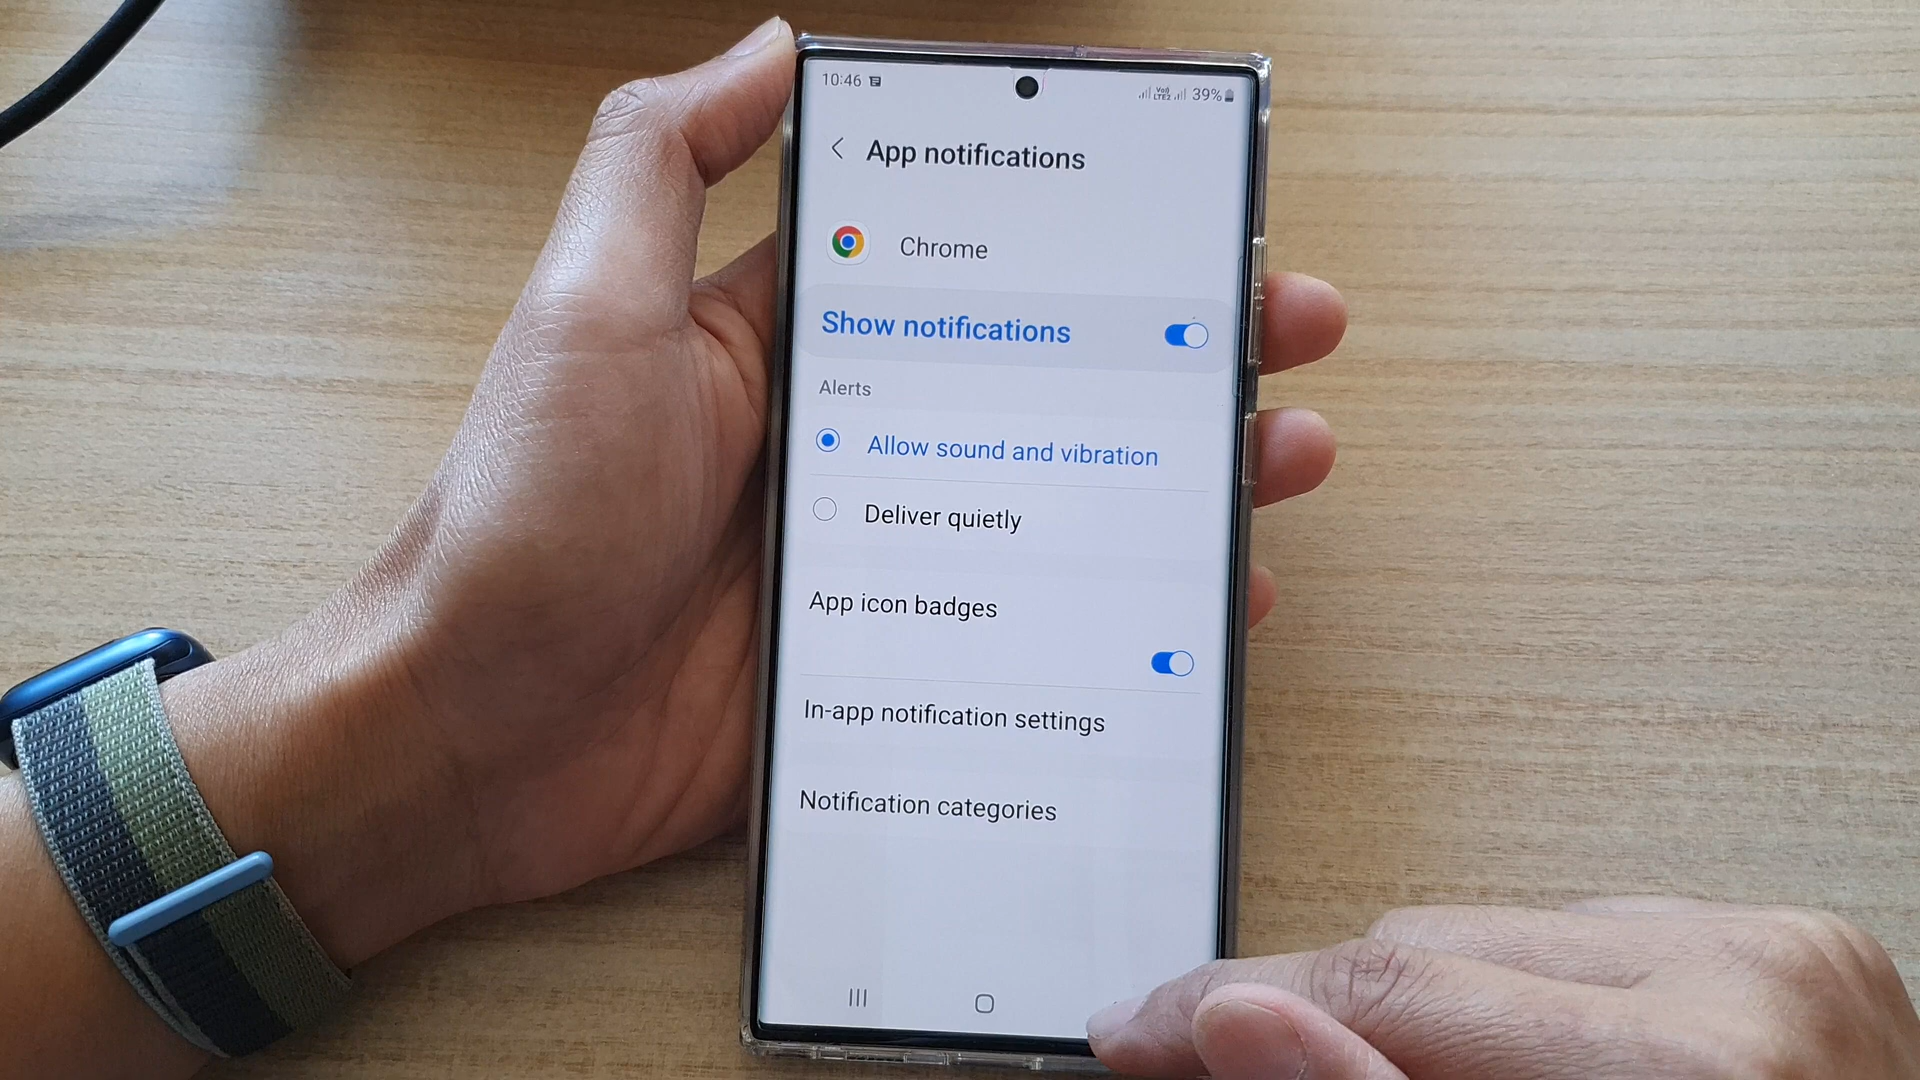 10:46 39%
App notifications
Chrome
Show notifications
Alerts
Allow sound and vibration
Deliver quietly
App icon badges
In-app notification settings
Notification categories